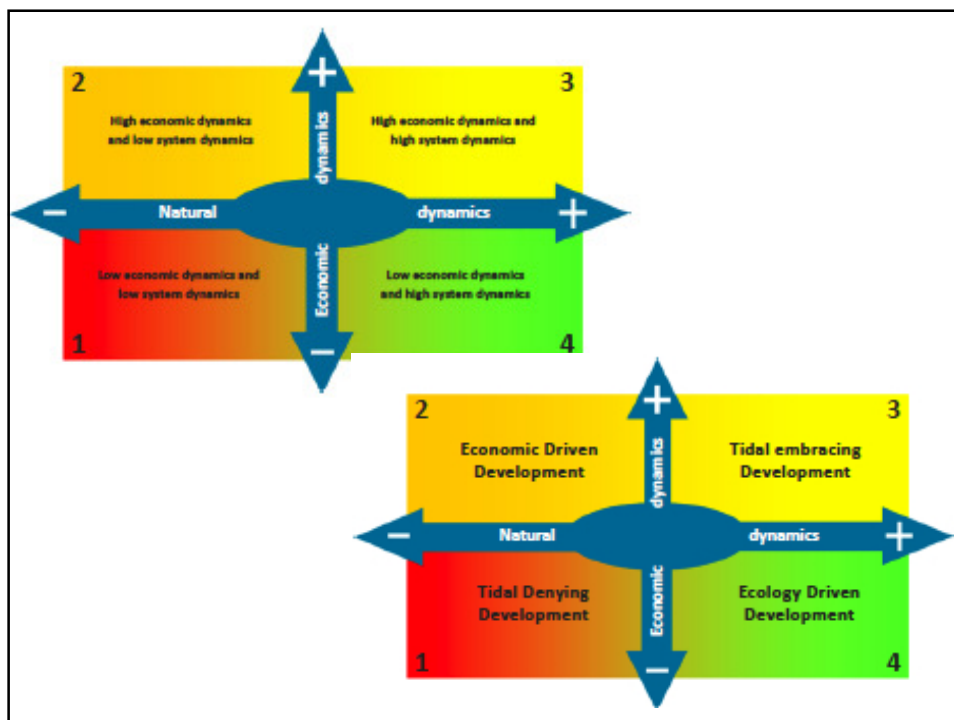 2
+
3
High economic dynamics
and low system dynamics
High economic dynamics and
high system dynamics
dynamics
−
Natural
dynamics
+
Low economic dynamics and
low system dynamics
Low economic dynamics
and high system dynamics
Economic
1
−
4
2
+
3
Economic Driven
Development
Tidal embracing
Development
dynamics
−
Natural
dynamics
+
Tidal Denying
Development
Ecology Driven
Development
Economic
1
−
4